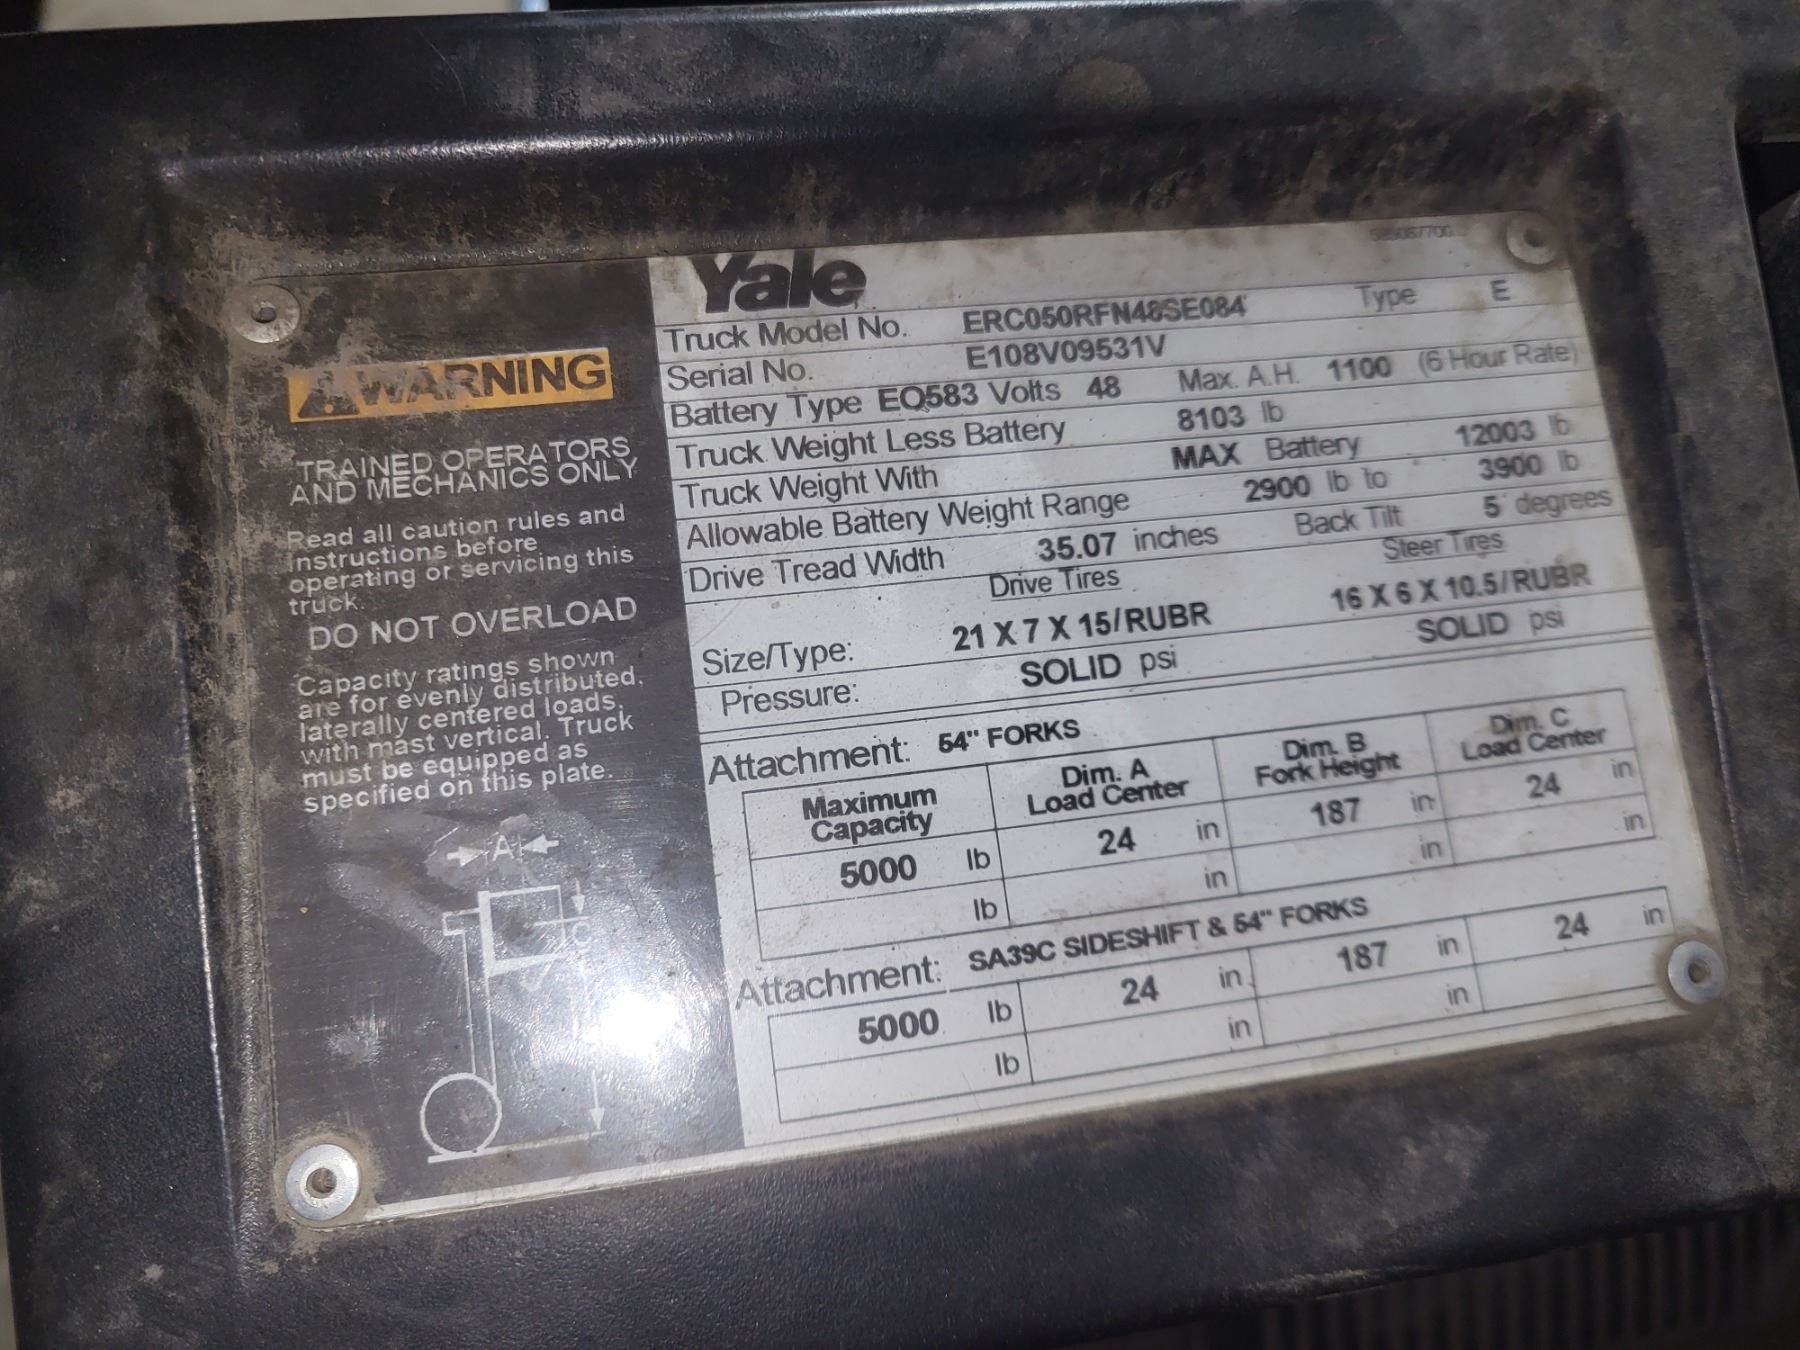 WARNING
TRAINED OPERATORS
AND MECHANICS ONLY
Read all caution rules and
instructions before
operating or servicing this
truck.
DO NOT OVERLOAD
Capacity ratings shown
are for evenly distributed,
laterally centered loads,
with mast vertical. Truck
must be equipped as
specified on this plate.
A
C
Yale
Truck Model No. ERC050RFN48SE084 Type E
Serial No. E108V09531V
Battery Type EO583 Volts 48 Max. A.H. 1100 (6 Hour Rate)
Truck Weight Less Battery 8103 lb
Truck Weight With MAX Battery 12003 lb
Allowable Battery Weight Range 2900 lb to 3900 lb
Drive Tread Width 35.07 inches Back Tilt 5 degrees
Drive Tires Steer Tires
Size/Type: 21 X 7 X 15/RUBR 16 X 6 X 10.5/RUBR
Pressure: SOLID psi SOLID psi
Attachment: 54" FORKS
Maximum Capacity Dim. A Load Center Dim. B Fork Height Dim. C Load Center
5000 lb 24 in 187 in 24 in
lb in in in
Attachment: SA39C SIDESHIFT & 54" FORKS
5000 lb 24 in 187 in 24 in
lb in in